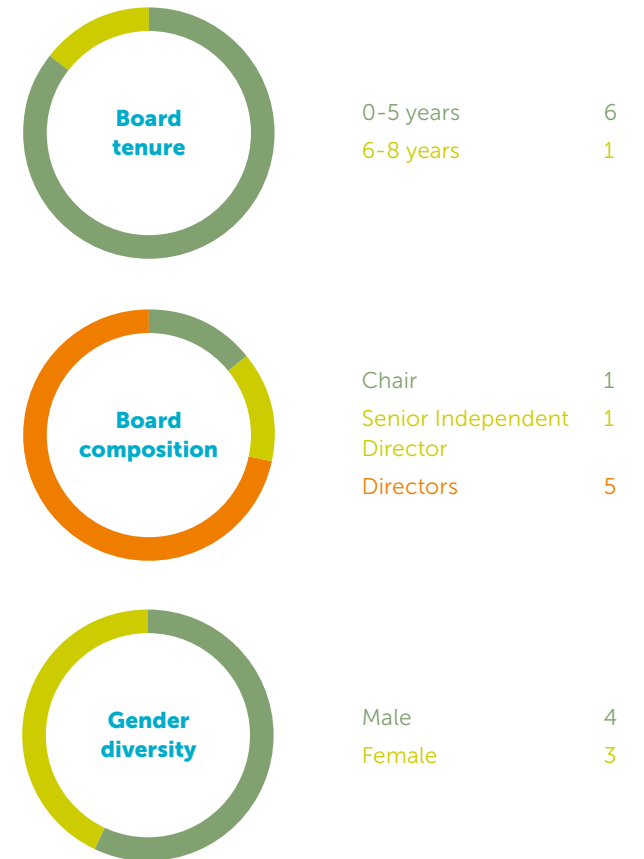 Board
tenure
0-5 years 6
6-8 years 1
Board
composition
Chair 1
Senior Independent 1
Director
Directors 5
Gender
diversity
Male 4
Female 3